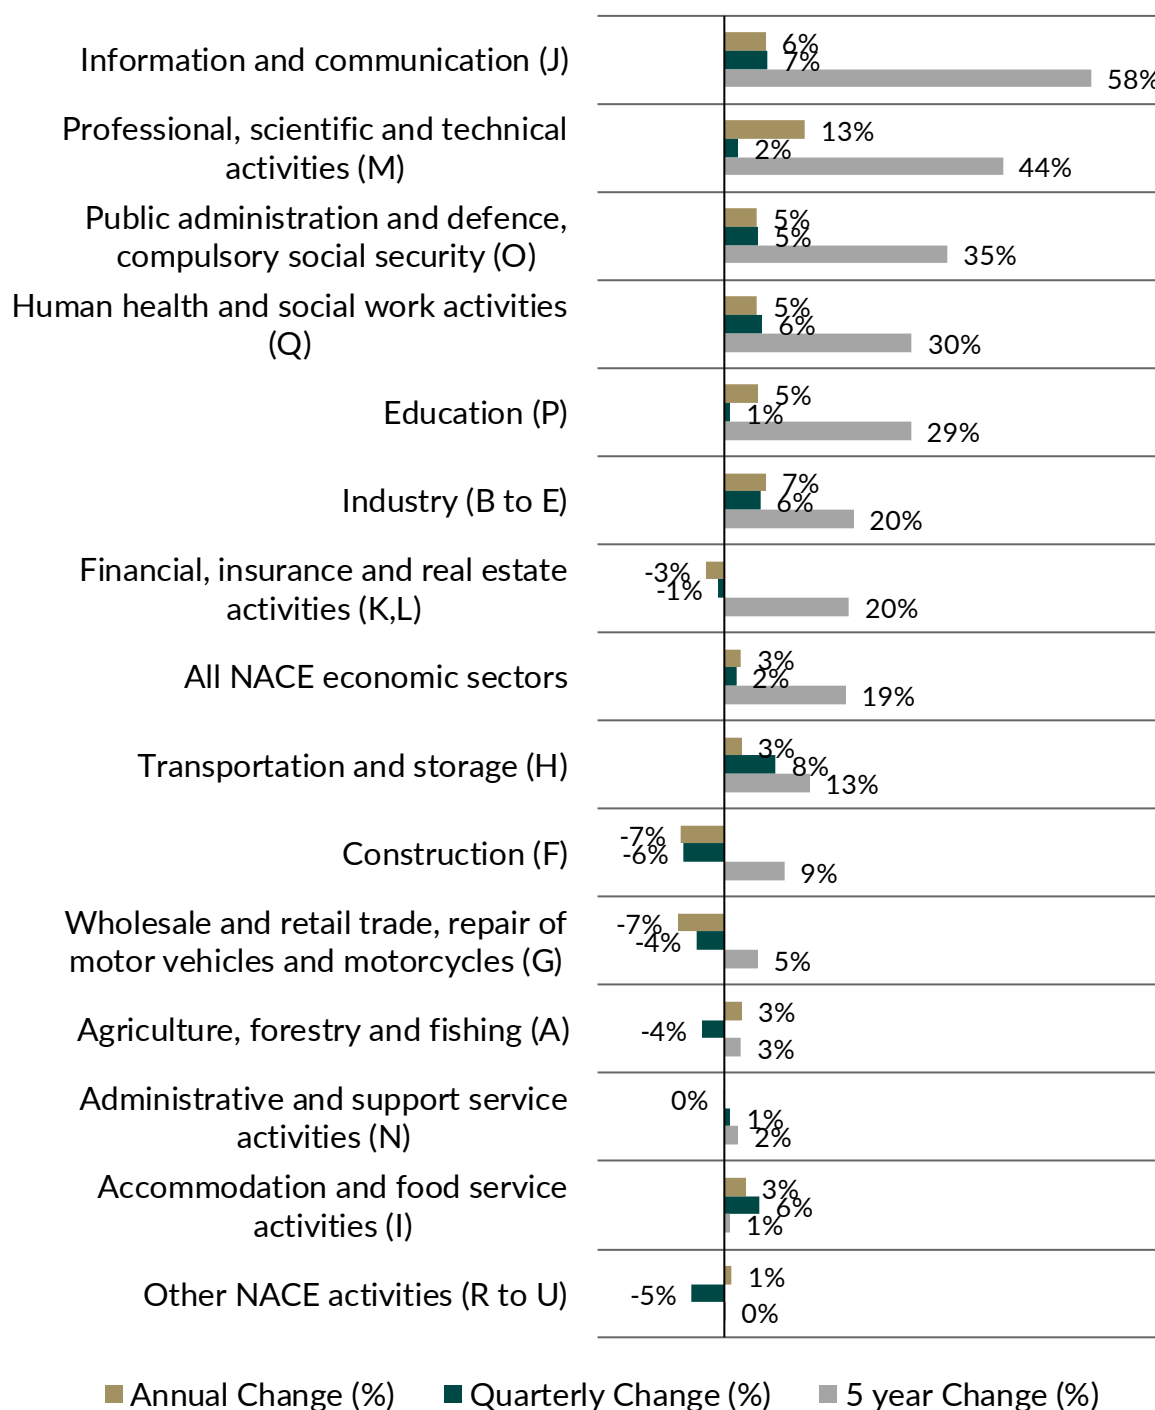 6%
Information and communication (J)
7%
58%
Professional, scientific and technical
activities (M)
13%
2%
44%
Public administration and defence,
compulsory social security (O)
5%
5%
35%
Human health and social work activities
(Q)
5%
6%
30%
Education (P)
5%
1%
29%
Industry (B to E)
7%
6%
20%
Financial, insurance and real estate
activities (K,L)
-3%
-1%
20%
All NACE economic sectors
3%
2%
19%
Transportation and storage (H)
3%
8%
13%
Construction (F)
-7%
-6%
9%
Wholesale and retail trade, repair of
motor vehicles and motorcycles (G)
-7%
-4%
5%
Agriculture, forestry and fishing (A)
3%
-4%
3%
Administrative and support service
activities (N)
0%
1%
2%
Accommodation and food service
activities (I)
3%
6%
1%
Other NACE activities (R to U)
1%
-5%
0%
Annual Change (%) Quarterly Change (%) 5 year Change (%)